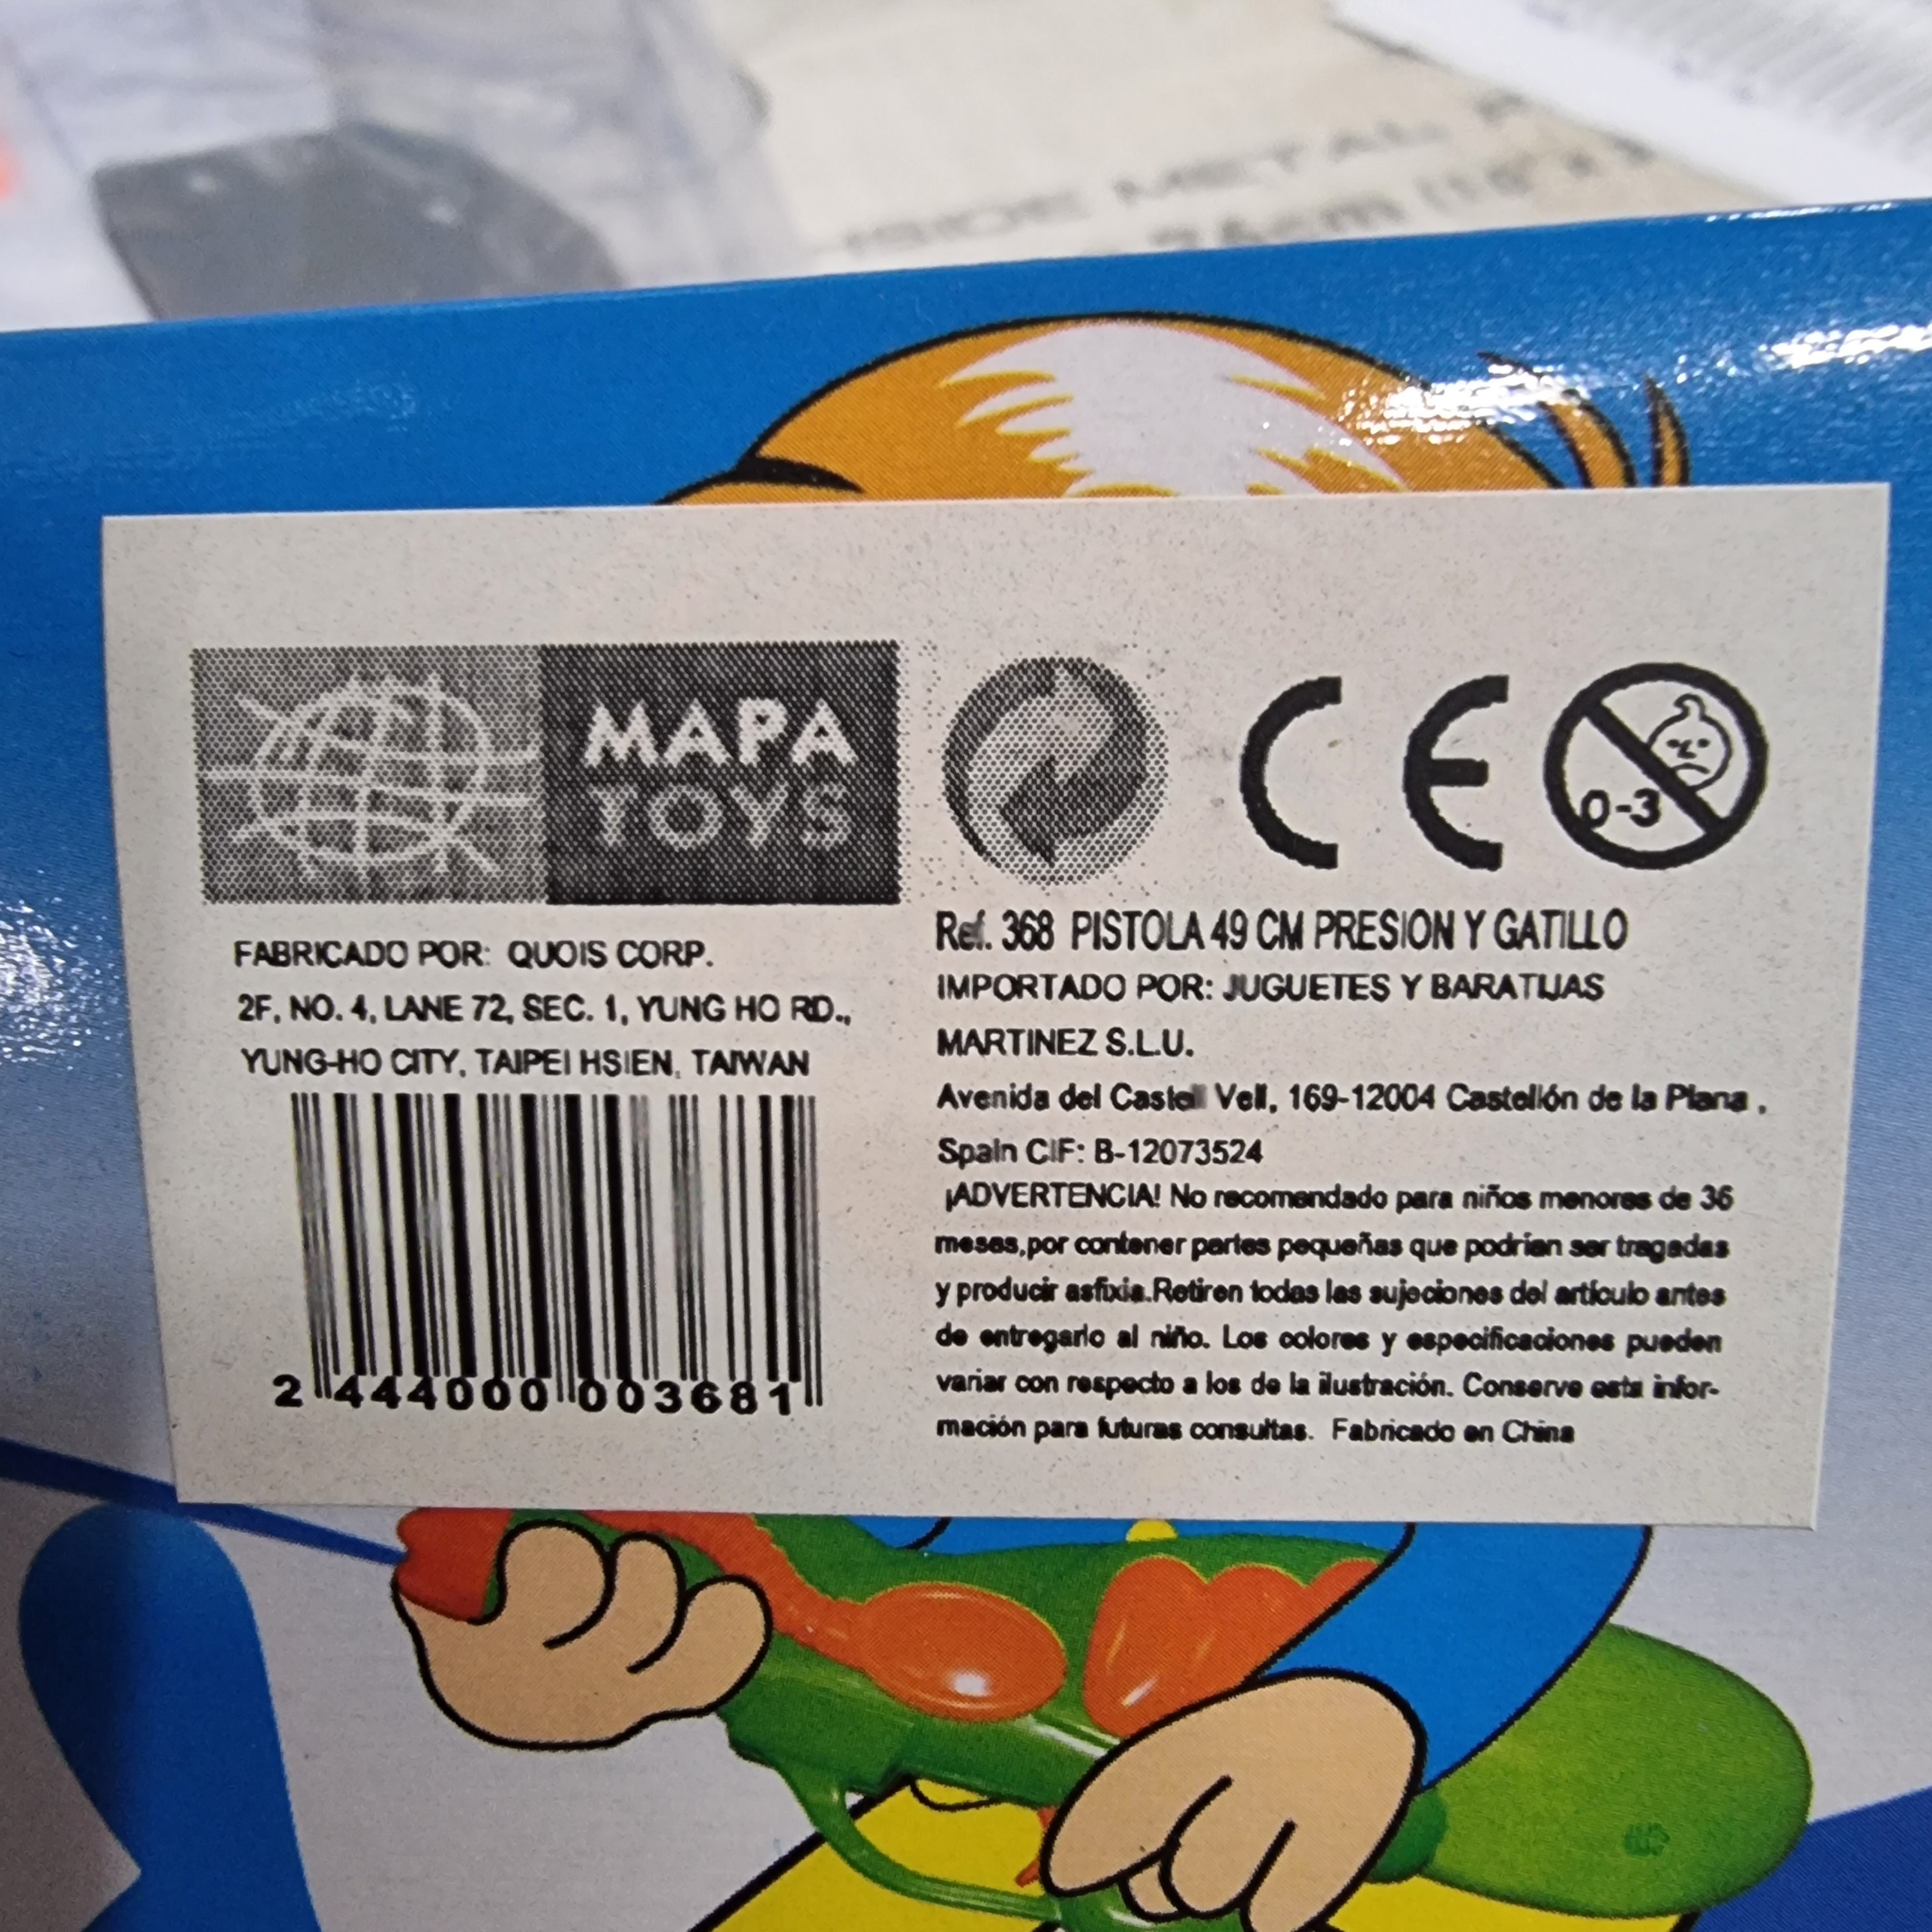 SIDE METAL
MAPA
TOYS
CE
0-3
FABRICADO POR: QUOIS CORP.
2F, NO. 4, LANE 72, SEC. 1, YUNG HO RD.,
YUNG-HO CITY, TAIPEI HSIEN, TAIWAN
2 444000 003681
Ref. 368 PISTOLA 49 CM PRESION Y GATILLO
IMPORTADO POR: JUGUETES Y BARATIJAS
MARTINEZ S.L.U.
Avenida del Castell Vell, 169-12004 Castellón de la Plana ,
Spain CIF: B-12073524
¡ADVERTENCIA! No recomendado para niños menores de 36
meses,por contener partes pequeñas que podrían ser tragadas
y producir asfixia.Retiren todas las sujeciones del artículo antes
de entregarlo al niño. Los colores y especificaciones pueden
variar con respecto a los de la ilustración. Conserve esta infor-
mación para futuras consultas. Fabricado en China